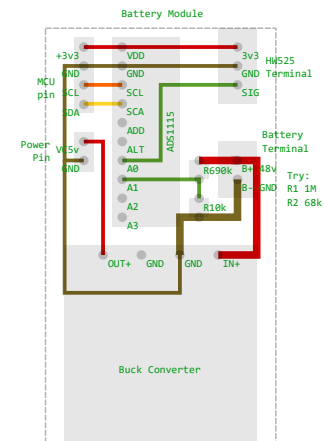 Battery Module
+3v3
VDD
3v3
HW525
GND
GND
GND
Terminal
MCU
pin
SCL
SCL
SIG
SDA
SCA
ADD
ADS1115
Battery
Terminal
Power
Pin
VC5v
ALT
GND
A0
R690k
B+ 48v
Try:
A1
B- GND
R1 1M
A2
R10k
R2 68k
A3
OUT+
GND
GND
IN+
Buck Converter